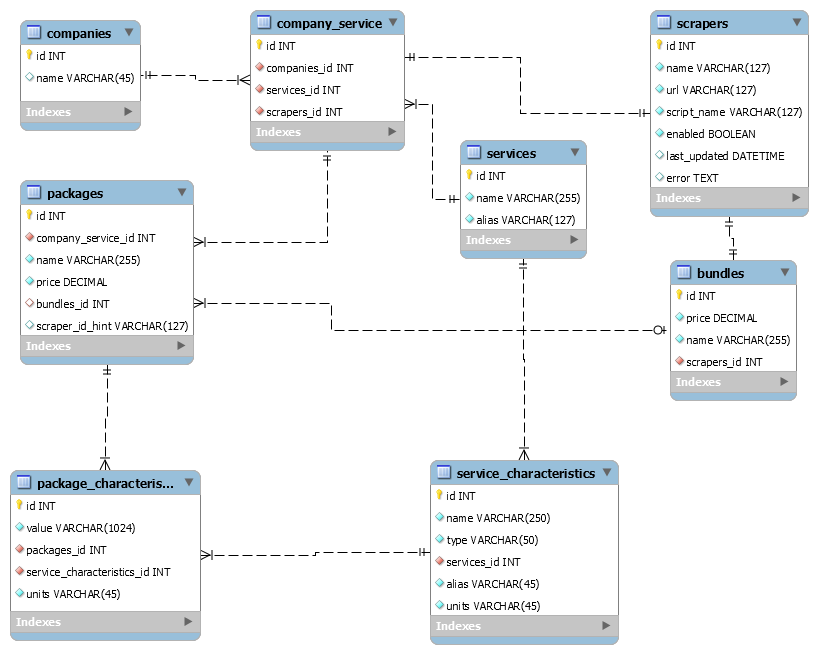 companies
id INT
name VARCHAR(45)
Indexes
company_service
id INT
companies_id INT
services_id INT
scrapers_id INT
Indexes
scrapers
id INT
name VARCHAR(127)
url VARCHAR(127)
script_name VARCHAR(127)
enabled BOOLEAN
last_updated DATETIME
error TEXT
Indexes
services
id INT
name VARCHAR(255)
alias VARCHAR(127)
Indexes
packages
id INT
company_service_id INT
name VARCHAR(255)
price DECIMAL
bundles_id INT
scraper_id_hint VARCHAR(127)
Indexes
bundles
id INT
price DECIMAL
name VARCHAR(255)
scrapers_id INT
Indexes
package_characteris...
id INT
value VARCHAR(1024)
packages_id INT
service_characteristics_id INT
units VARCHAR(45)
Indexes
service_characteristics
id INT
name VARCHAR(250)
type VARCHAR(50)
services_id INT
alias VARCHAR(45)
units VARCHAR(45)
Indexes